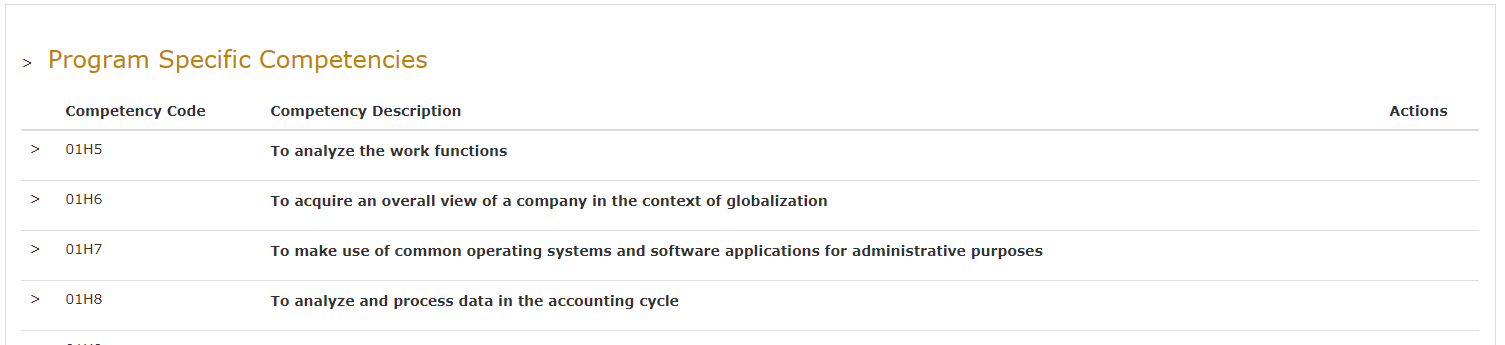 > Program Specific Competencies
Competency Code Competency Description Actions
> 01H5 To analyze the work functions
> 01H6 To acquire an overall view of a company in the context of globalization
> 01H7 To make use of common operating systems and software applications for administrative purposes
> 01H8 To analyze and process data in the accounting cycle